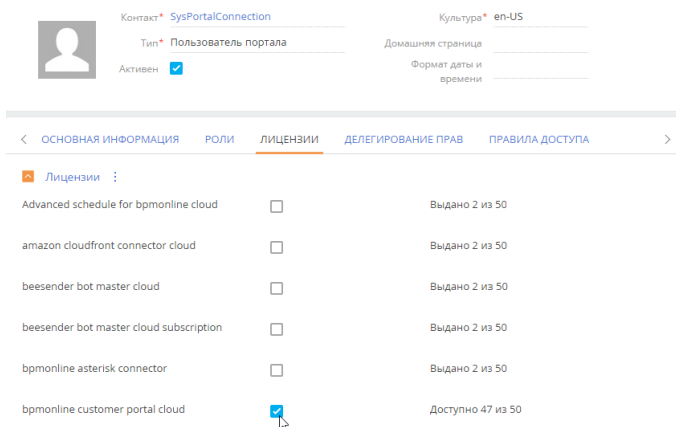 Контакт* SysPortalConnection Культура* en-US
Тип* Пользователь портала Домашняя страница
Активен Формат даты и
времени
ОСНОВНАЯ ИНФОРМАЦИЯ РОЛИ ЛИЦЕНЗИИ ДЕЛЕГИРОВАНИЕ ПРАВ ПРАВИЛА ДОСТУПА
Лицензии
Advanced schedule for bpmonline cloud Выдано 2 из 50
amazon cloudfront connector cloud Выдано 2 из 50
beesender bot master cloud Выдано 2 из 50
beesender bot master cloud subscription Выдано 2 из 50
bpmonline asterisk connector Выдано 2 из 50
bpmonline customer portal cloud Доступно 47 из 50